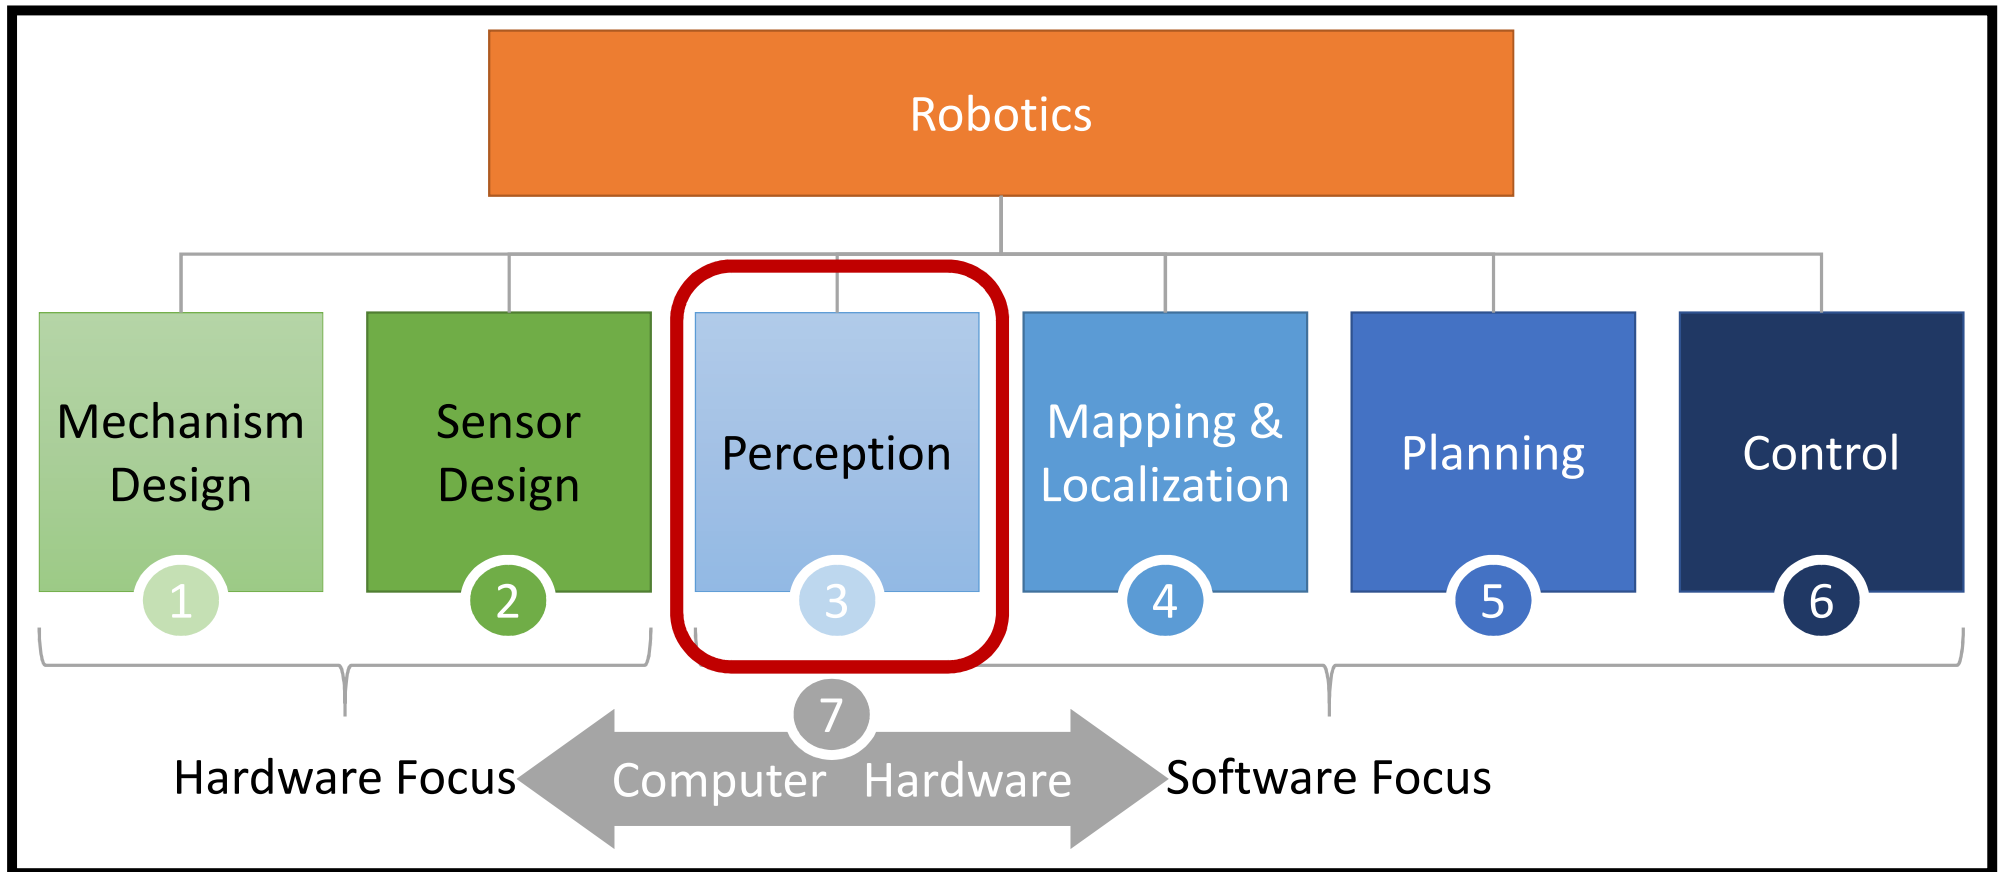 Robotics
Mechanism
Design
Sensor
Design
Perception
Mapping &
Localization
Planning
Control
1
2
3
4
5
6
7
Hardware Focus
Computer Hardware
Software Focus